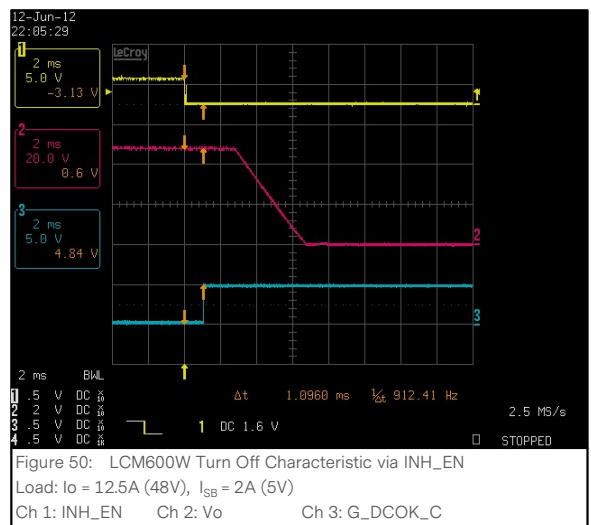 12-Jun-12
22:05:29
LeCroy
1
2 ms
5.0 V
-3.13 V
1
2
2 ms
20.0 V
0.6 V
2
3
2 ms
5.0 V
4.84 V
3
2 ms BWL
1 .5 V DC
2 2 V DC
3 .5 V DC
4 .5 V DC
Δt 1.0960 ms 1/Δt 912.41 Hz
1 DC 1.6 V
2.5 MS/s
STOPPED
Figure 50: LCM600W Turn Off Characteristic via INH_EN
Load: Io = 12.5A (48V), ISB = 2A (5V)
Ch 1: INH_EN Ch 2: Vo Ch 3: G_DCOK_C